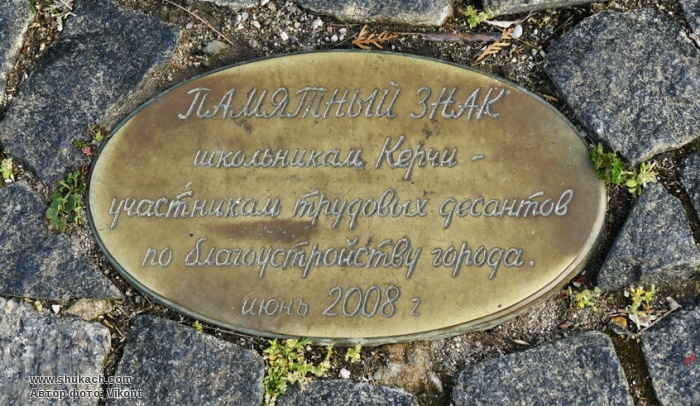 ПАМЯТНЫЙ ЗНАК
школьникам Керчи -
участникам трудовых десантов
по благоустройству города.
июнь 2008 г
www.shukach.com
Автор фото: Vikont